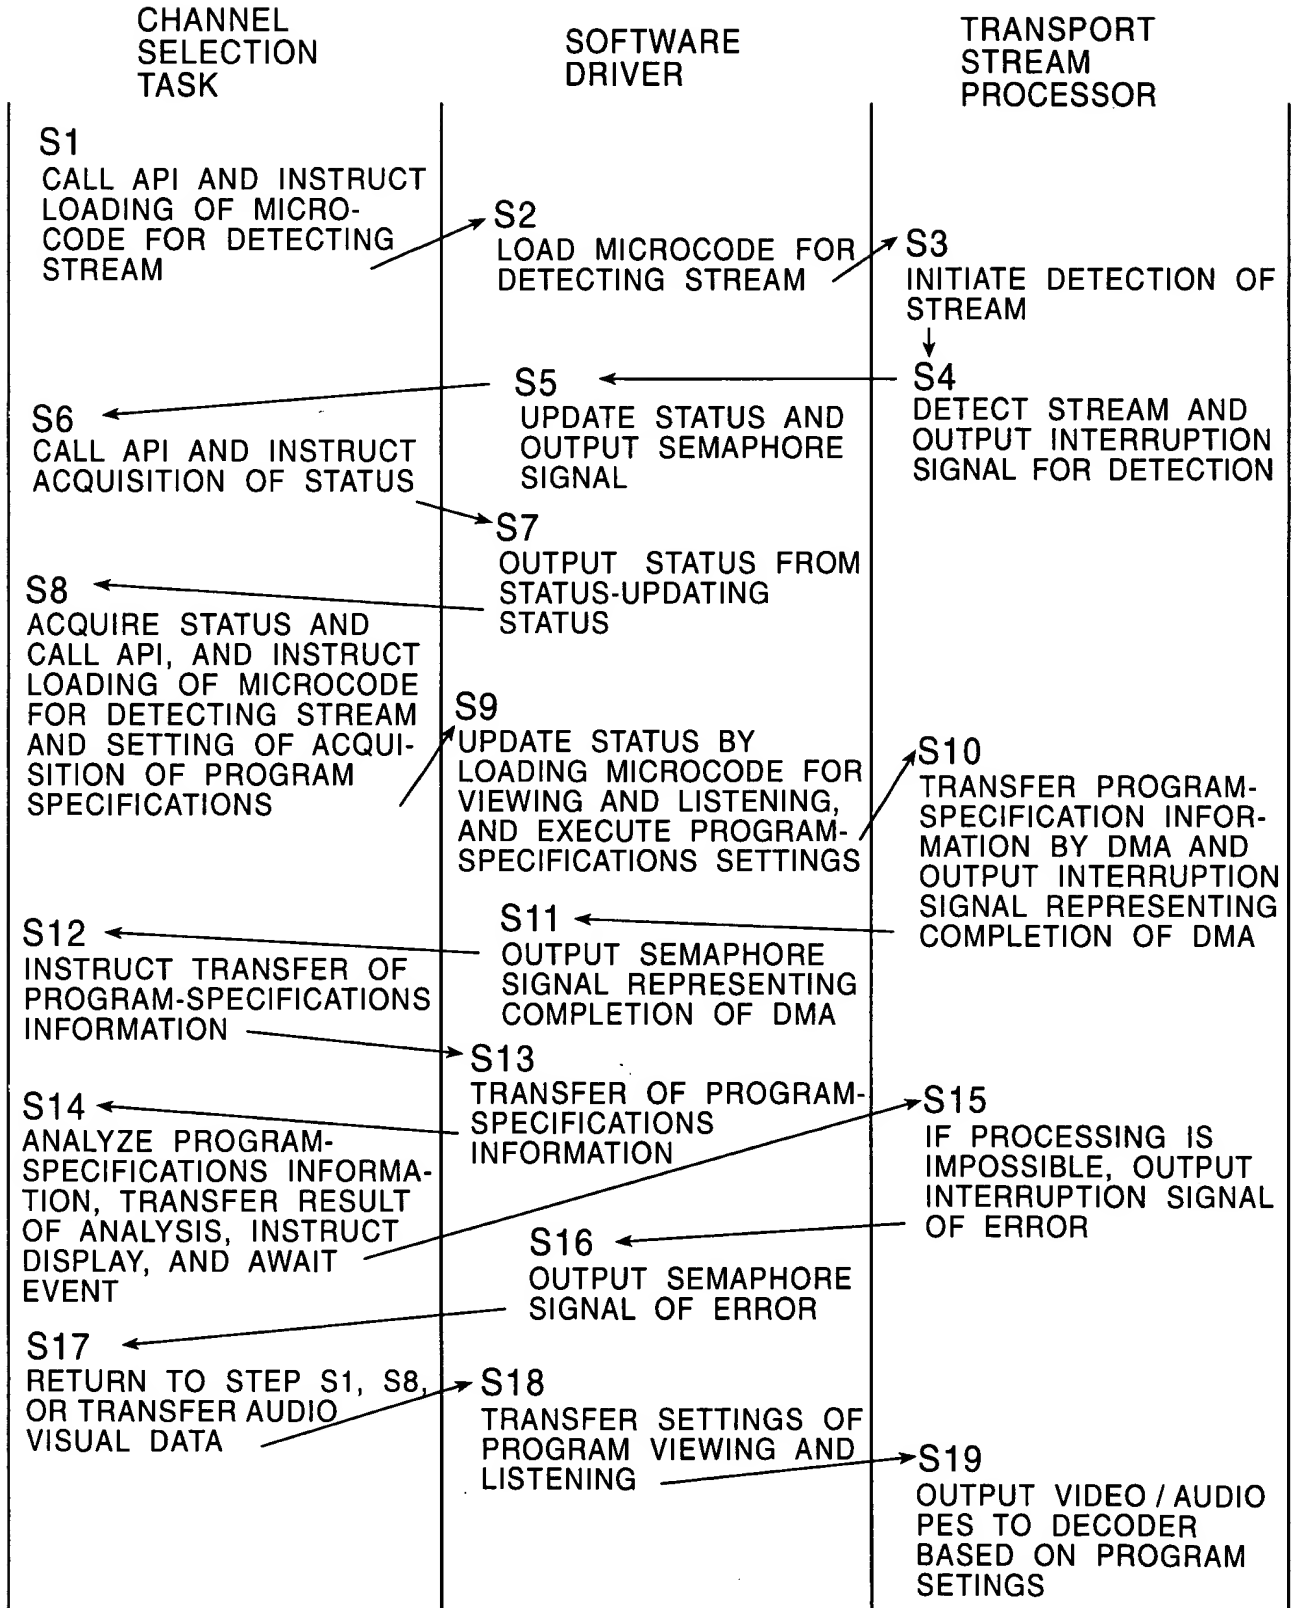 CHANNEL
SELECTION
TASK
SOFTWARE
DRIVER
TRANSPORT
STREAM
PROCESSOR
S1
CALL API AND INSTRUCT
LOADING OF MICRO-
CODE FOR DETECTING
STREAM
S2
LOAD MICROCODE FOR
DETECTING STREAM
S3
INITIATE DETECTION OF
STREAM
S4
DETECT STREAM AND
OUTPUT INTERRUPTION
SIGNAL FOR DETECTION
S5
UPDATE STATUS AND
OUTPUT SEMAPHORE
SIGNAL
S6
CALL API AND INSTRUCT
ACQUISITION OF STATUS
S7
OUTPUT STATUS FROM
STATUS-UPDATING
STATUS
S8
ACQUIRE STATUS AND
CALL API, AND INSTRUCT
LOADING OF MICROCODE
FOR DETECTING STREAM
AND SETTING OF ACQUI-
SITION OF PROGRAM
SPECIFICATIONS
S9
UPDATE STATUS BY
LOADING MICROCODE FOR
VIEWING AND LISTENING,
AND EXECUTE PROGRAM-
SPECIFICATIONS SETTINGS
S10
TRANSFER PROGRAM-
SPECIFICATION INFOR-
MATION BY DMA AND
OUTPUT INTERRUPTION
SIGNAL REPRESENTING
COMPLETION OF DMA
S11
OUTPUT SEMAPHORE
SIGNAL REPRESENTING
COMPLETION OF DMA
S12
INSTRUCT TRANSFER OF
PROGRAM-SPECIFICATIONS
INFORMATION
S13
TRANSFER OF PROGRAM-
SPECIFICATIONS
INFORMATION
S14
ANALYZE PROGRAM-
SPECIFICATIONS INFORMA-
TION, TRANSFER RESULT
OF ANALYSIS, INSTRUCT
DISPLAY, AND AWAIT
EVENT
S15
IF PROCESSING IS
IMPOSSIBLE, OUTPUT
INTERRUPTION SIGNAL
OF ERROR
S16
OUTPUT SEMAPHORE
SIGNAL OF ERROR
S17
RETURN TO STEP S1, S8,
OR TRANSFER AUDIO
VISUAL DATA
S18
TRANSFER SETTINGS OF
PROGRAM VIEWING AND
LISTENING
S19
OUTPUT VIDEO / AUDIO
PES TO DECODER
BASED ON PROGRAM
SETINGS